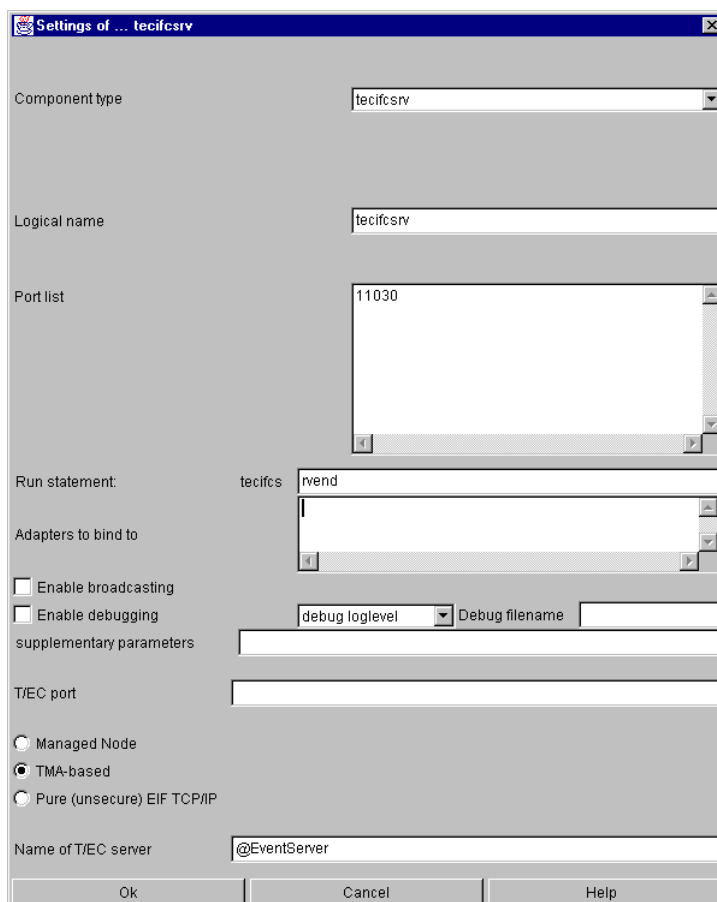 Settings of ... tecifcsrv
Component type tecifcsrv
Logical name tecifcsrv
Port list 11030
Run statement: tecifcs rvend
Adapters to bind to
Enable broadcasting
Enable debugging debug loglevel Debug filename
supplementary parameters
T/EC port
Managed Node
TMA-based
Pure (unsecure) EIF TCP/IP
Name of T/EC server @EventServer
Ok Cancel Help